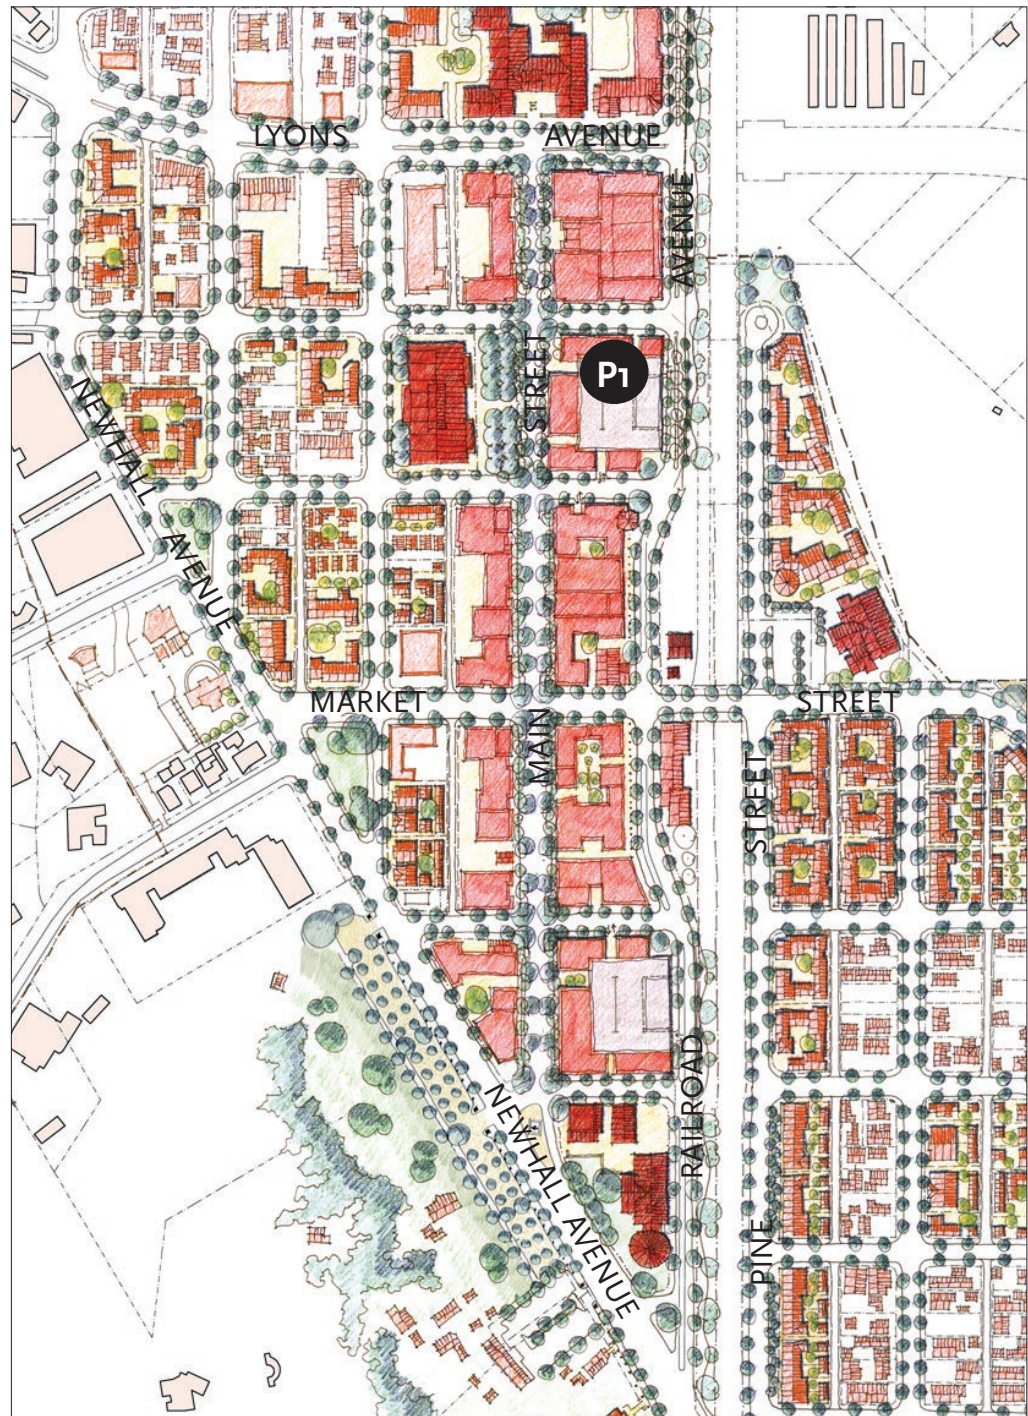 LYONS
AVENUE
AVENUE
STREET
P1
NEWHALL
AVENUE
MARKET
STREET
MAIN
STREET
RAILROAD
NEWHALL AVENUE
PINE